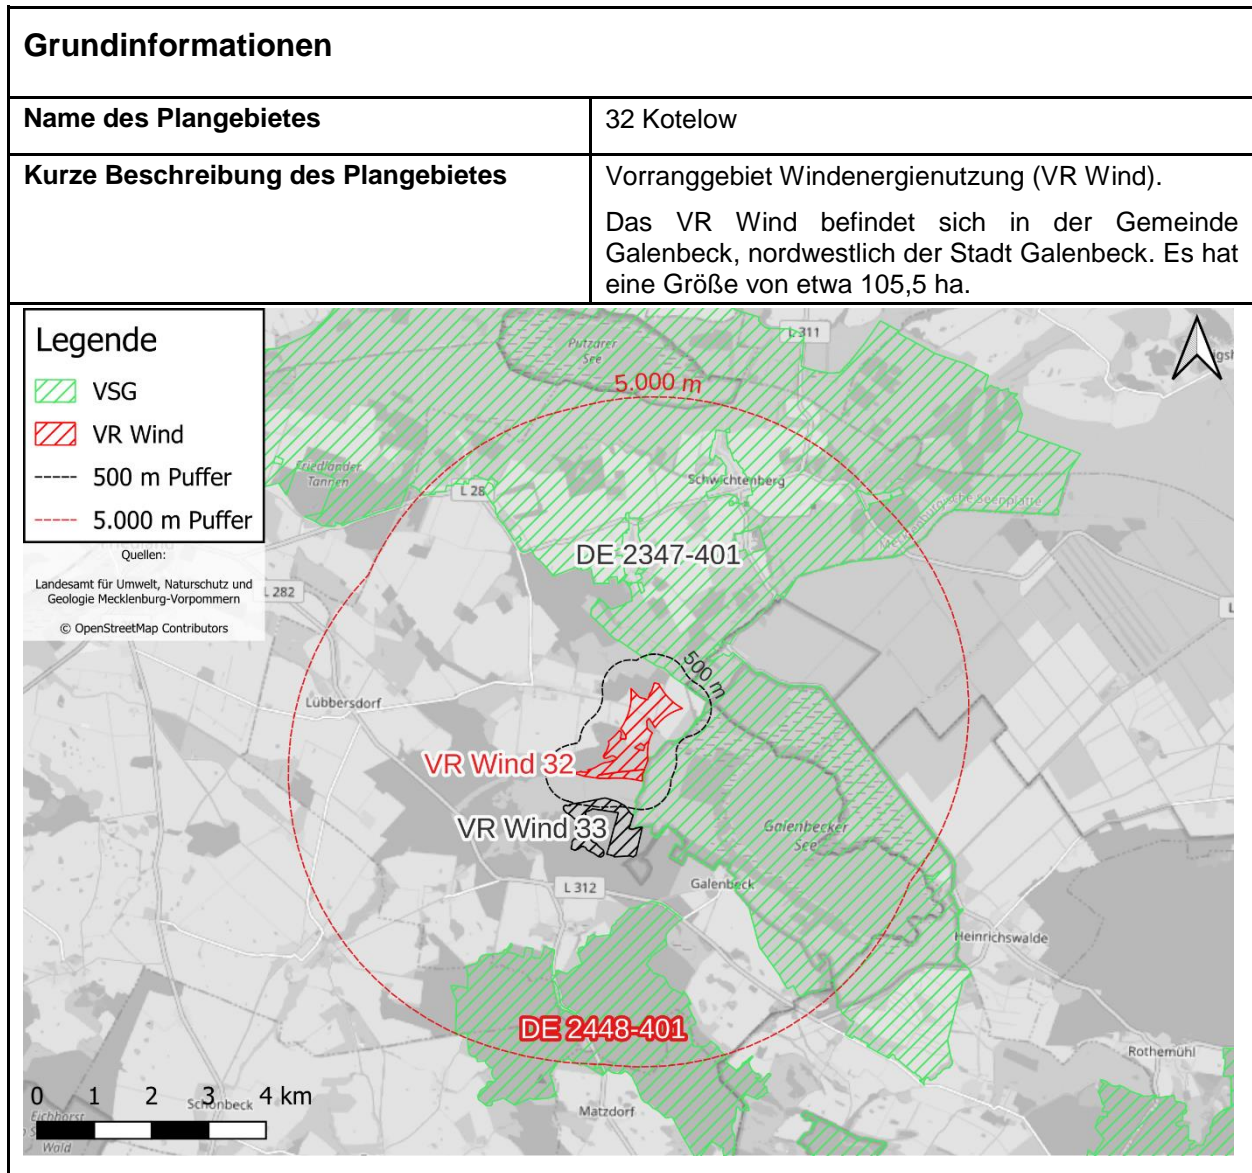 Grundinformationen
Name des Plangebietes
32 Kotelow
Kurze Beschreibung des Plangebietes
Vorranggebiet Windenergienutzung (VR Wind).
Das VR Wind befindet sich in der Gemeinde
Galenbeck, nordwestlich der Stadt Galenbeck. Es hat
eine Größe von etwa 105,5 ha.
Legende
VSG
VR Wind
500 m Puffer
5.000 m Puffer
Quellen:
Landesamt für Umwelt, Naturschutz und
Geologie Mecklenburg-Vorpommern
© OpenStreetMap Contributors
Putzarer
See
L 311
5.000 m
Friedländer
Tannen
L 28
Schwichtenberg
DE 2347-401
L 282
500 m
Lübbersdorf
VR Wind 32
VR Wind 33
Galenbecker
See
L 312
Galenbeck
Heinrichswalde
DE 2448-401
Rothemühl
0 1 2 3 4 km
Schönbeck
Matzdorf
Wald